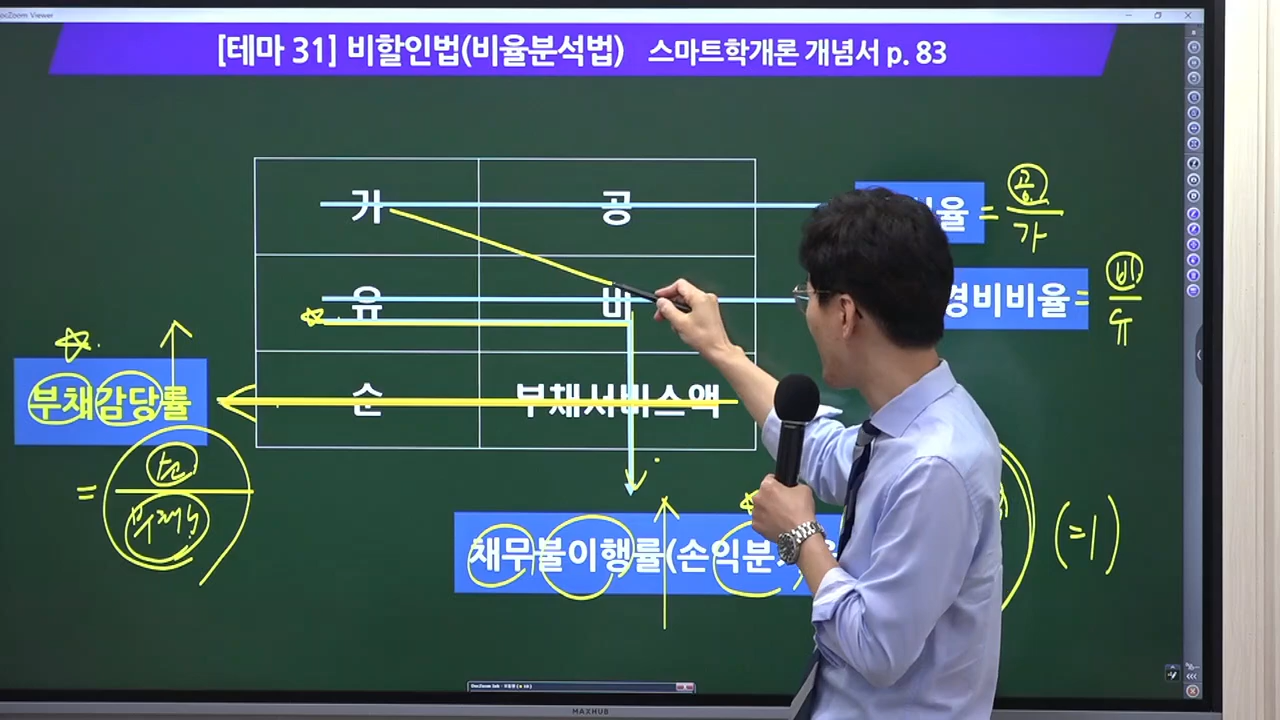 DocZoom Viewer
[테마 31] 비할인법(비율분석법) 스마트학개론 개념서 p. 83
가 공
율 = 공/가
유 비
경비비율 = 비/유
순 부채서비스액
부채감당률
= 순/부채s
채무불이행률(손익분
(=1)
MAXHUB